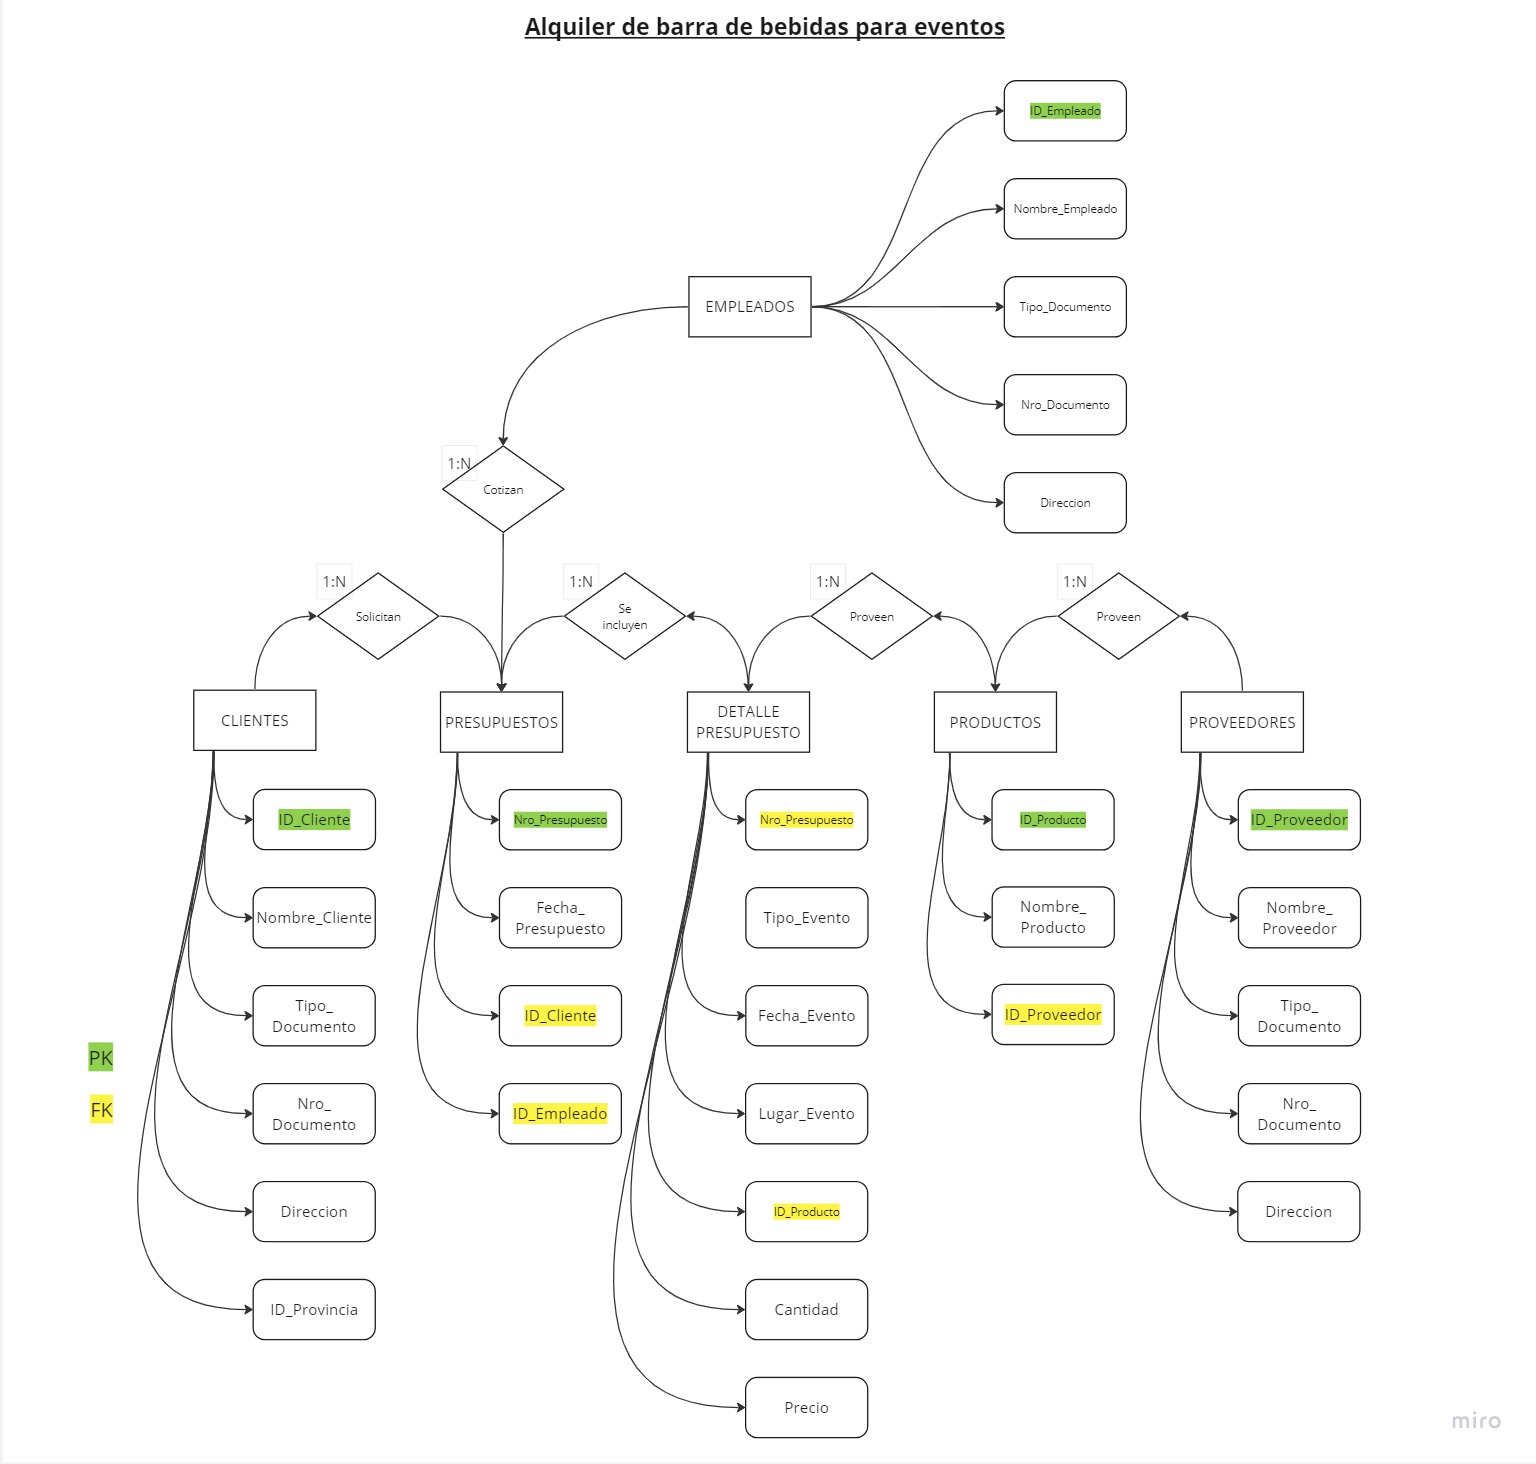 Alquiler de barra de bebidas para eventos
ID_Empleado
Nombre_Empleado
EMPLEADOS
Tipo_Documento
Nro_Documento
Direccion
1:N
Cotizan
1:N
Solicitan
1:N
Se
incluyen
1:N
Proveen
1:N
Proveen
CLIENTES
PRESUPUESTOS
DETALLE
PRESUPUESTO
PRODUCTOS
PROVEEDORES
ID_Cliente
Nombre_Cliente
Tipo_
Documento
Nro_
Documento
Direccion
ID_Provincia
Nro_Presupuesto
Fecha_
Presupuesto
ID_Cliente
ID_Empleado
Nro_Presupuesto
Tipo_Evento
Fecha_Evento
Lugar_Evento
ID_Producto
Cantidad
Precio
ID_Producto
Nombre_
Producto
ID_Proveedor
ID_Proveedor
Nombre_
Proveedor
Tipo_
Documento
Nro_
Documento
Direccion
PK
FK
miro